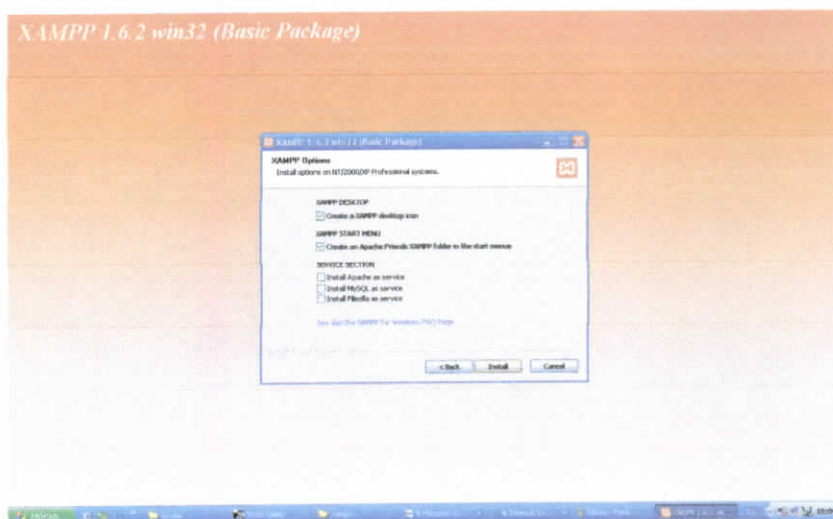 XAMPP 1.6.2 win32 (Basic Package)
XAMPP 1.6.2 win32 (Basic Package)
XAMPP Options
Install options on NT/2000/XP Professional systems.
XAMPP DESKTOP
Create a XAMPP desktop icon
XAMPP START MENU
Create an Apache Friends XAMPP folder in the start menue
SERVICE SECTION
Install Apache as service
Install MySQL as service
Install Filezilla as service
See also the XAMPP for Windows FAQ Page
< Back
Install
Cancel